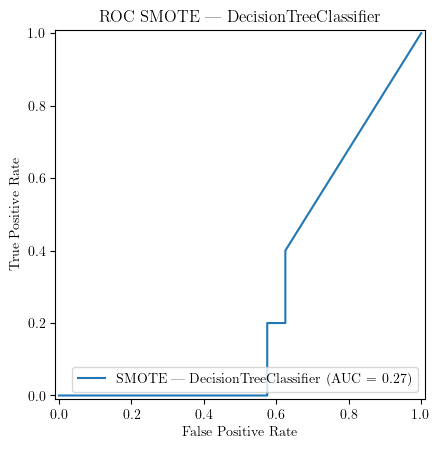 ROC SMOTE — DecisionTreeClassifier
1.0
0.8
0.6
0.4
0.2
0.0
True Positive Rate
SMOTE — DecisionTreeClassifier (AUC = 0.27)
0.0 0.2 0.4 0.6 0.8 1.0
False Positive Rate